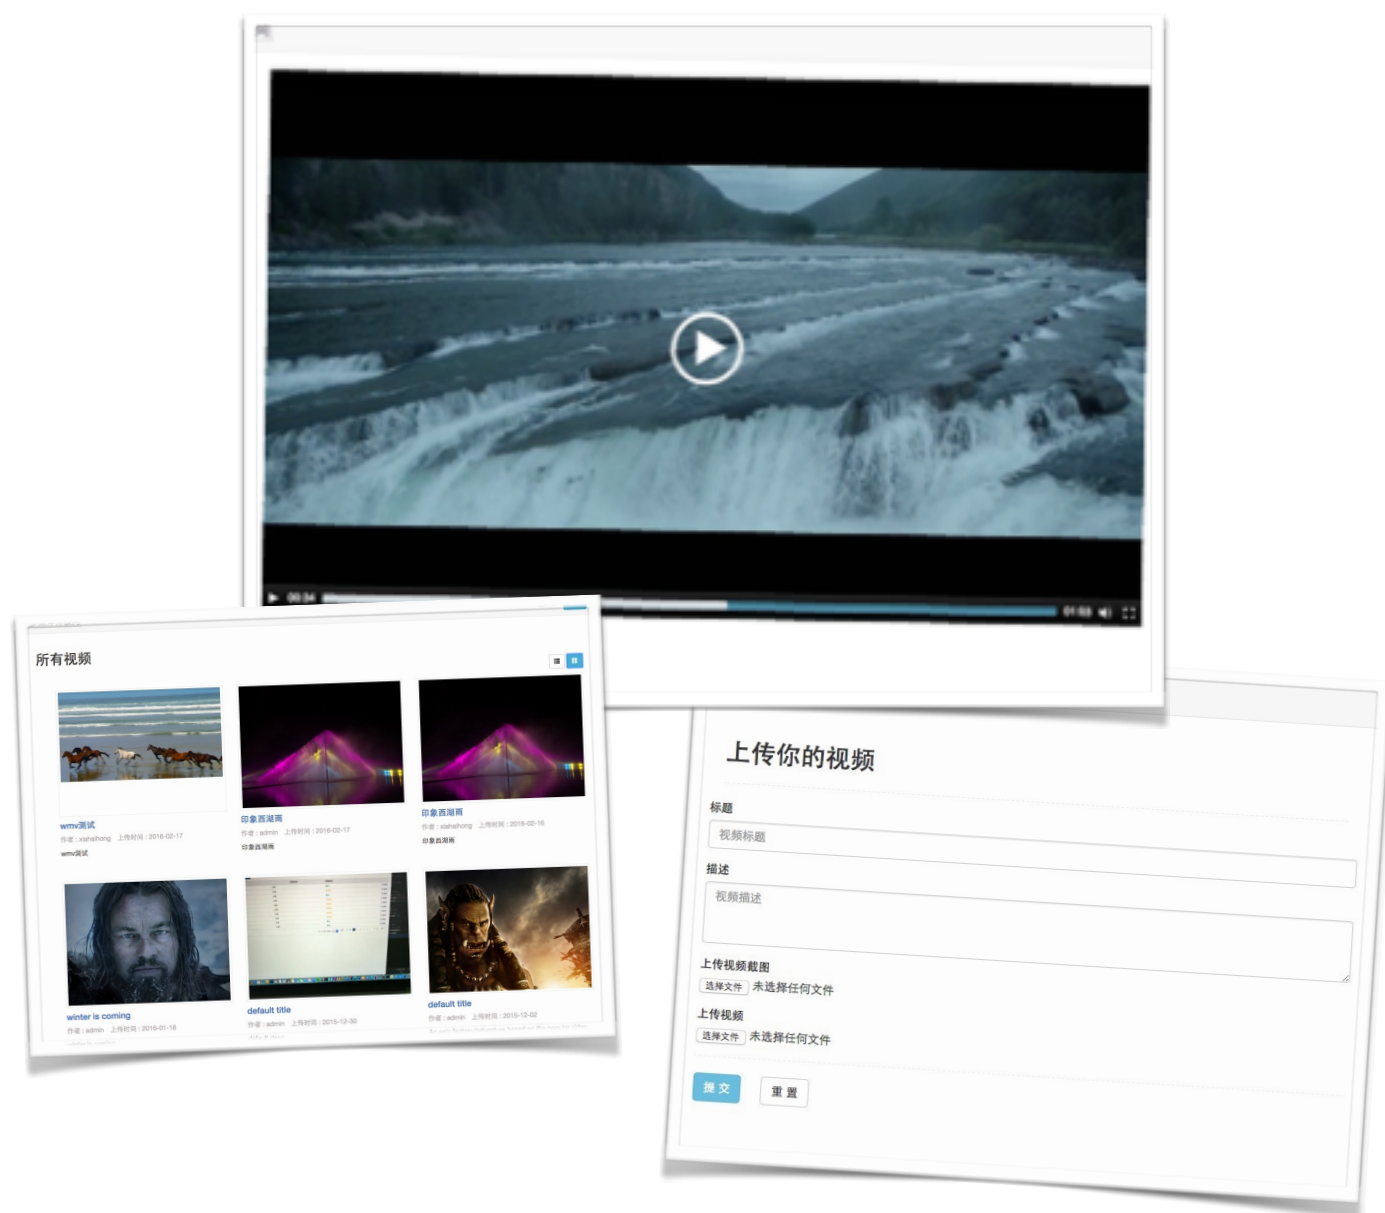 00:34
01:53
所有视频
wmv测试
作者 : xiahaihong 上传时间 : 2016-02-17
wmv测试
印象西湖雨
作者 : admin 上传时间 : 2016-02-17
印象西湖雨
印象西湖雨
作者 : xiahaihong 上传时间 : 2016-02-16
印象西湖雨
winter is coming
作者 : admin 上传时间 : 2016-01-16
default title
作者 : admin 上传时间 : 2015-12-30
default title
作者 : admin 上传时间 : 2015-12-02
上传你的视频
标题
视频标题
描述
视频描述
上传视频截图
选择文件 未选择任何文件
上传视频
选择文件 未选择任何文件
提 交
重 置